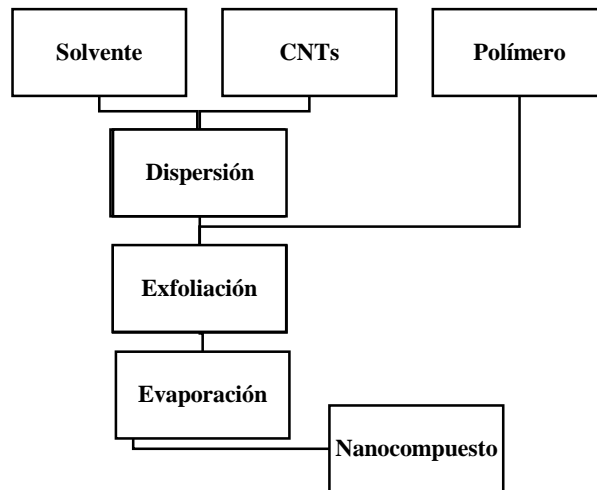 Solvente
CNTs
Polímero
Dispersión
Exfoliación
Evaporación
Nanocompuesto